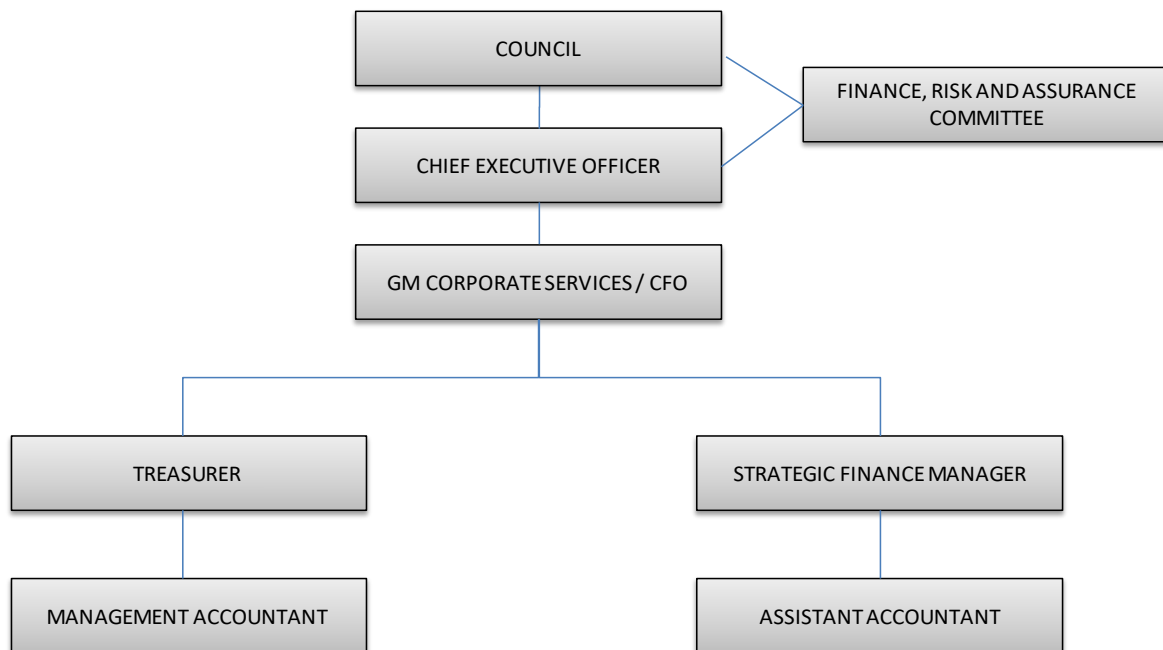 COUNCIL
FINANCE, RISK AND ASSURANCE
COMMITTEE
CHIEF EXECUTIVE OFFICER
GM CORPORATE SERVICES / CFO
TREASURER
STRATEGIC FINANCE MANAGER
MANAGEMENT ACCOUNTANT
ASSISTANT ACCOUNTANT